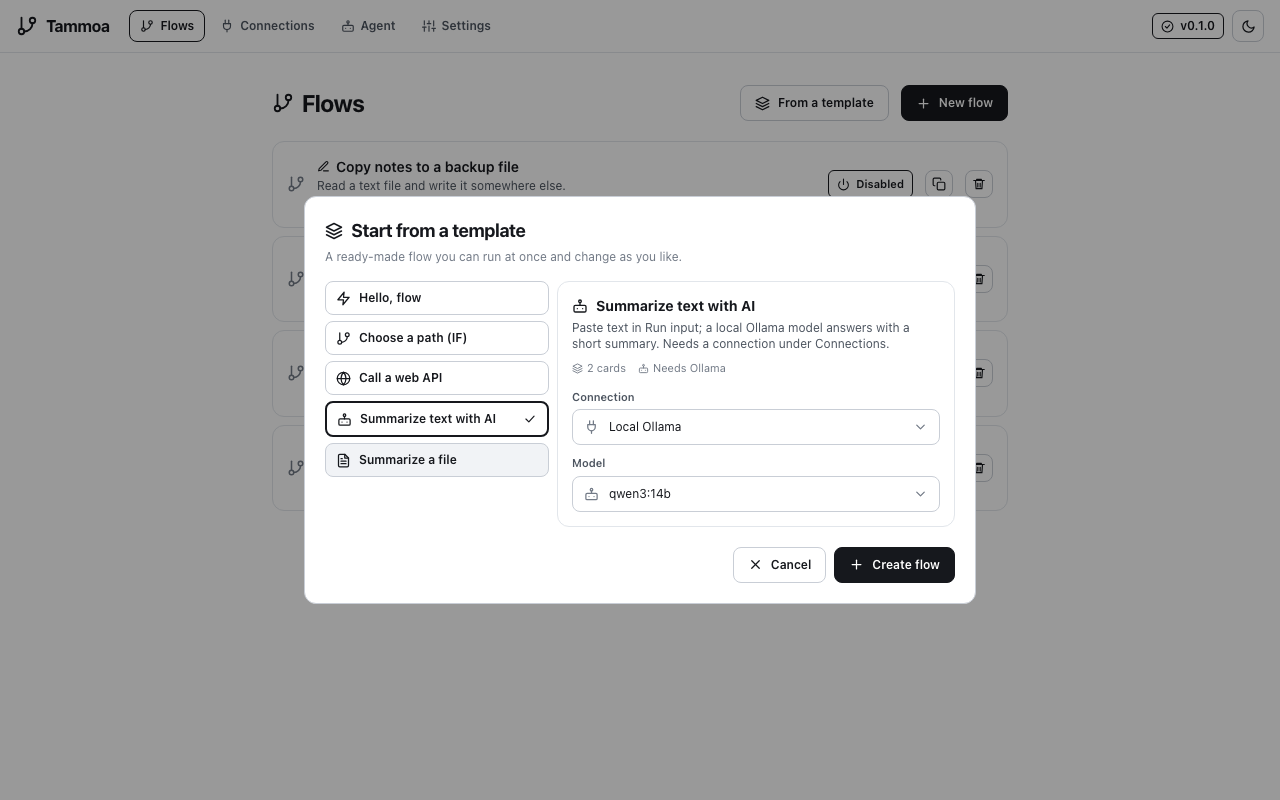 Tammoa
Flows
Connections
Agent
Settings
v0.1.0
Flows
From a template
New flow
Copy notes to a backup file
Read a text file and write it somewhere else.
Disabled
Start from a template
A ready-made flow you can run at once and change as you like.
Hello, flow
Choose a path (IF)
Call a web API
Summarize text with AI
Summarize a file
Summarize text with AI
Paste text in Run input; a local Ollama model answers with a
short summary. Needs a connection under Connections.
2 cards
Needs Ollama
Connection
Local Ollama
Model
qwen3:14b
Cancel
Create flow